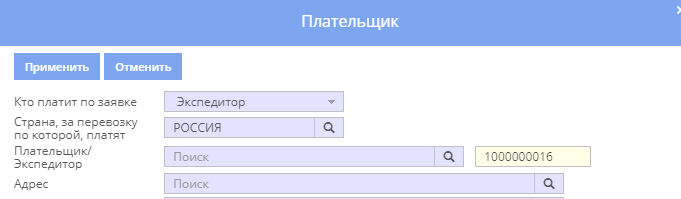 Плательщик
Применить Отменить
Кто платит по заявке Экспедитор
Страна, за перевозку
по которой, платят РОССИЯ
Плательщик/
Экспедитор Поиск 1000000016
Адрес Поиск